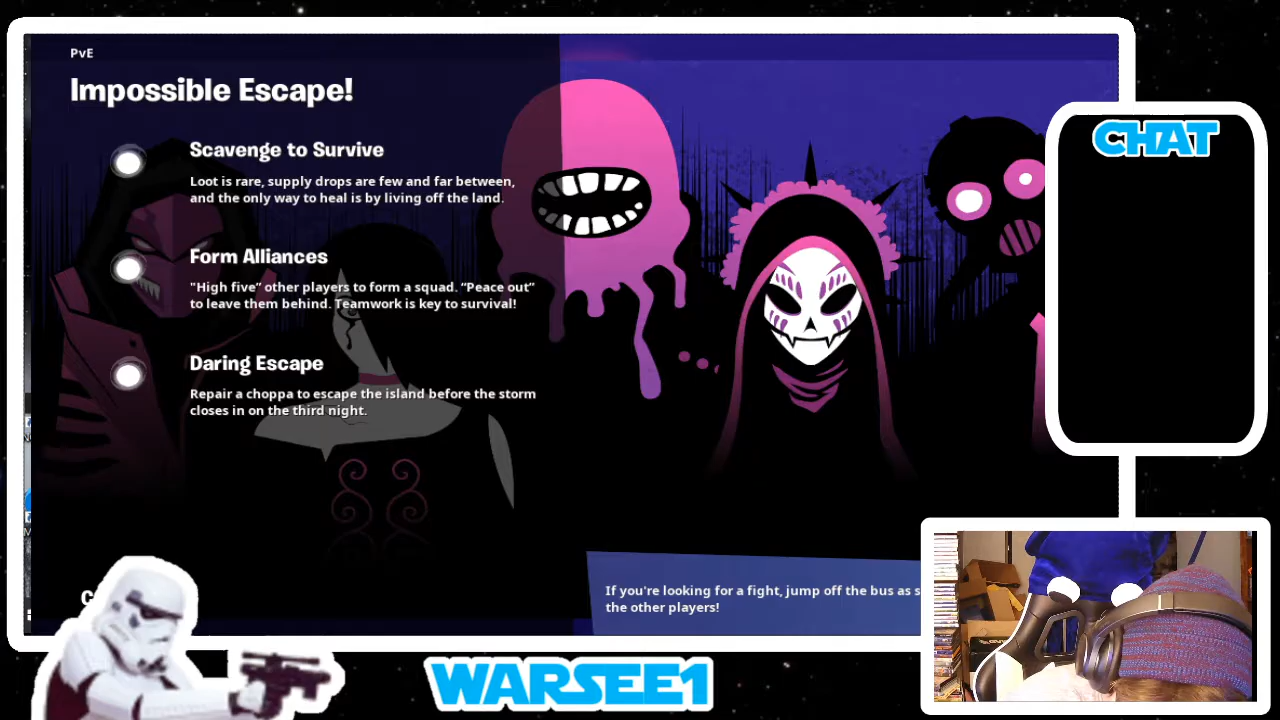 PvE
Impossible Escape!
Scavenge to Survive
Loot is rare, supply drops are few and far between,
and the only way to heal is by living off the land.
Form Alliances
"High five" other players to form a squad. "Peace out"
to leave them behind. Teamwork is key to survival!
Daring Escape
Repair a choppa to escape the island before the storm
closes in on the third night.
If you're looking for a fight, jump off the bus as s
the other players!
CHAT
WARSEE1